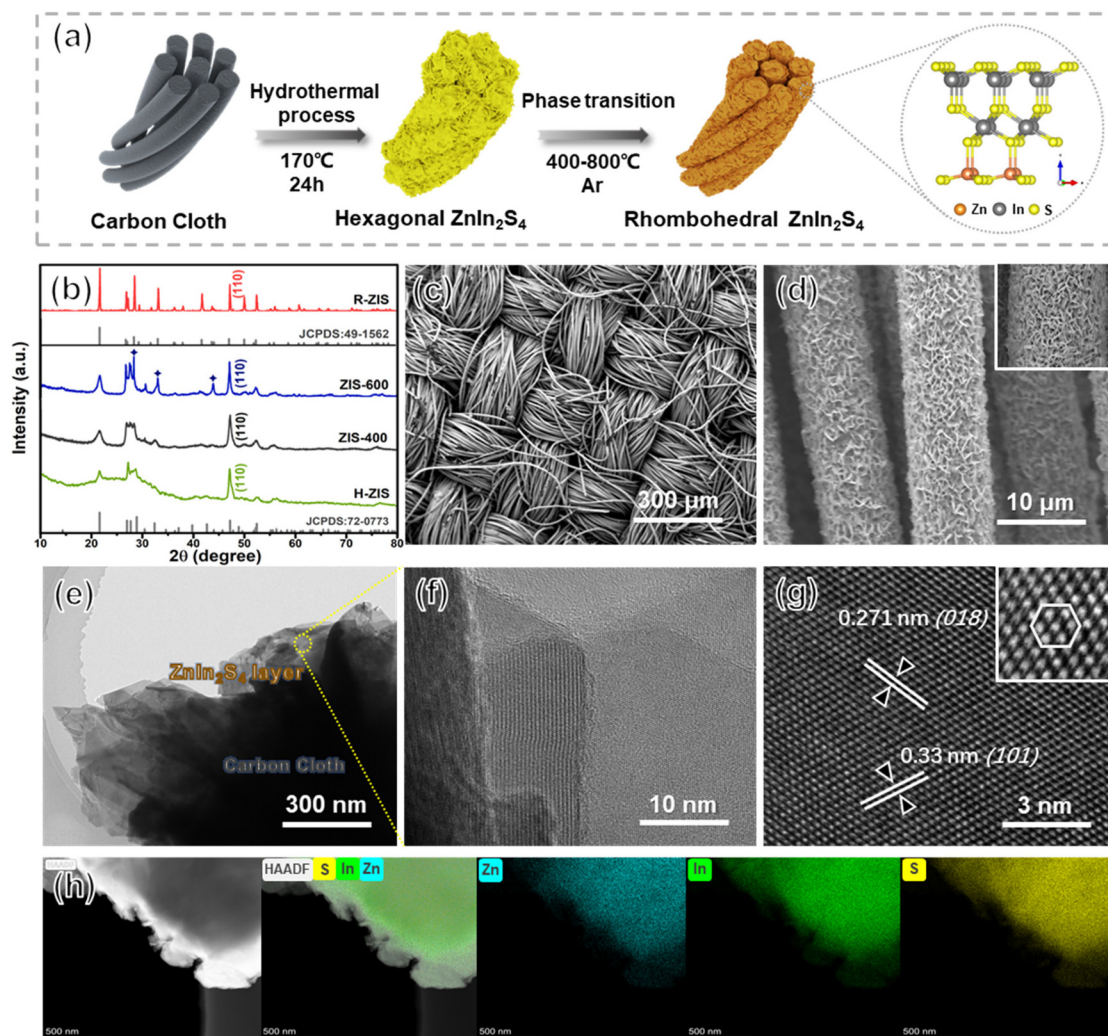 (a)
Hydrothermal
process
170℃
24h
Phase transition
400-800℃
Ar
Carbon Cloth
Hexagonal ZnIn₂S₄
Rhombohedral ZnIn₂S₄
Zn In S
(b)
(110)
R-ZIS
JCPDS:49-1562
(110)
ZIS-600
(110)
ZIS-400
(110)
H-ZIS
JCPDS:72-0773
Intensity (a.u.)
10 20 30 40 50 60 70 80
2θ (degree)
(c)
300 μm
(d)
10 μm
(e)
ZnIn₂S₄ layer
Carbon Cloth
300 nm
(f)
10 nm
(g)
0.271 nm (018)
0.33 nm (101)
3 nm
(h)
HAADF
500 nm
HAADF S In Zn
500 nm
Zn
500 nm
In
500 nm
S
500 nm